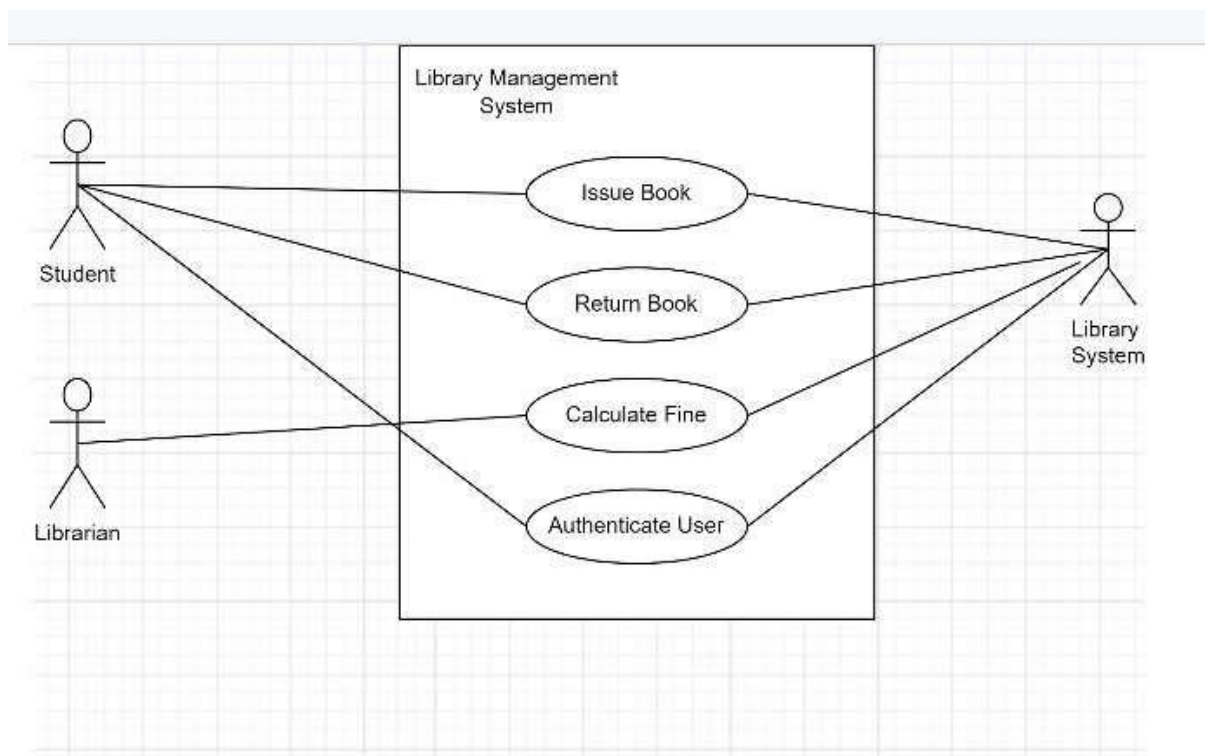 Library Management
System
Issue Book
Student
Return Book
Library
System
Calculate Fine
Librarian
Authenticate User